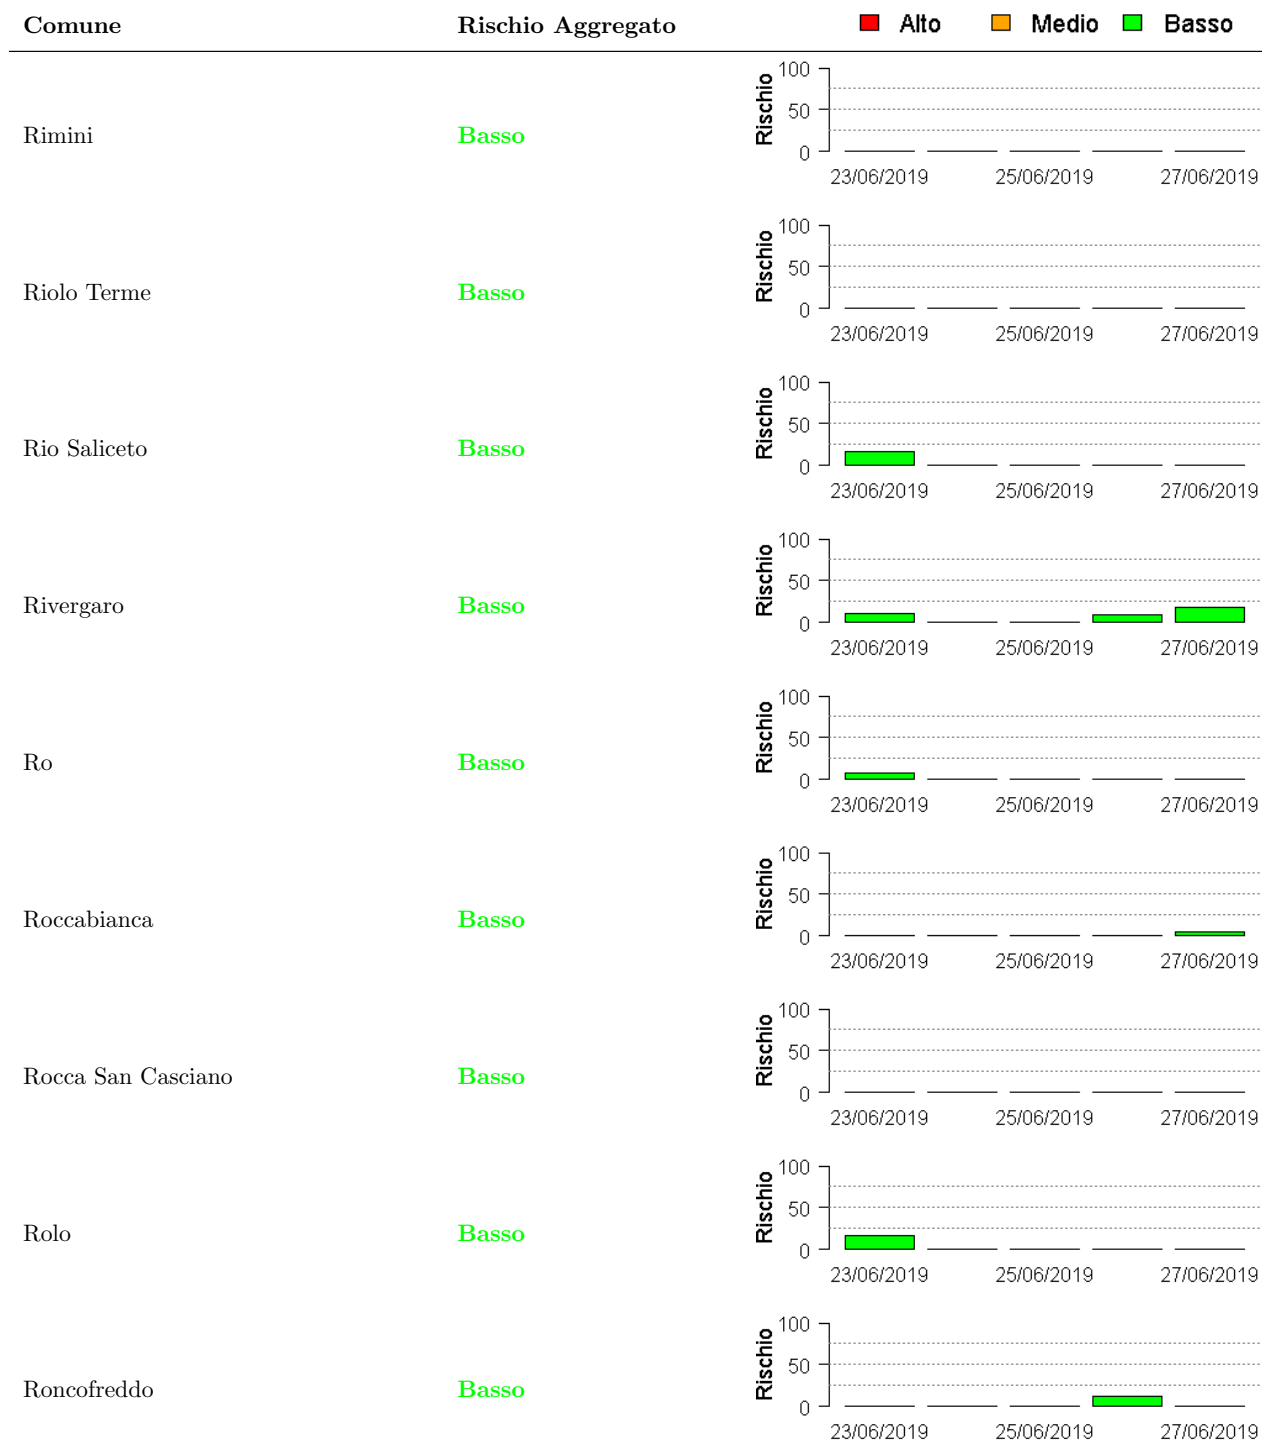 Comune Rischio Aggregato Alto Medio Basso
100
50
0
Rischio
Rimini Basso
23/06/2019 25/06/2019 27/06/2019
100
50
0
Rischio
Riolo Terme Basso
23/06/2019 25/06/2019 27/06/2019
100
50
0
Rischio
Rio Saliceto Basso
23/06/2019 25/06/2019 27/06/2019
100
50
0
Rischio
Rivergaro Basso
23/06/2019 25/06/2019 27/06/2019
100
50
0
Rischio
Ro Basso
23/06/2019 25/06/2019 27/06/2019
100
50
0
Rischio
Roccabianca Basso
23/06/2019 25/06/2019 27/06/2019
100
50
0
Rischio
Rocca San Casciano Basso
23/06/2019 25/06/2019 27/06/2019
100
50
0
Rischio
Rolo Basso
23/06/2019 25/06/2019 27/06/2019
100
50
0
Rischio
Roncofreddo Basso
23/06/2019 25/06/2019 27/06/2019